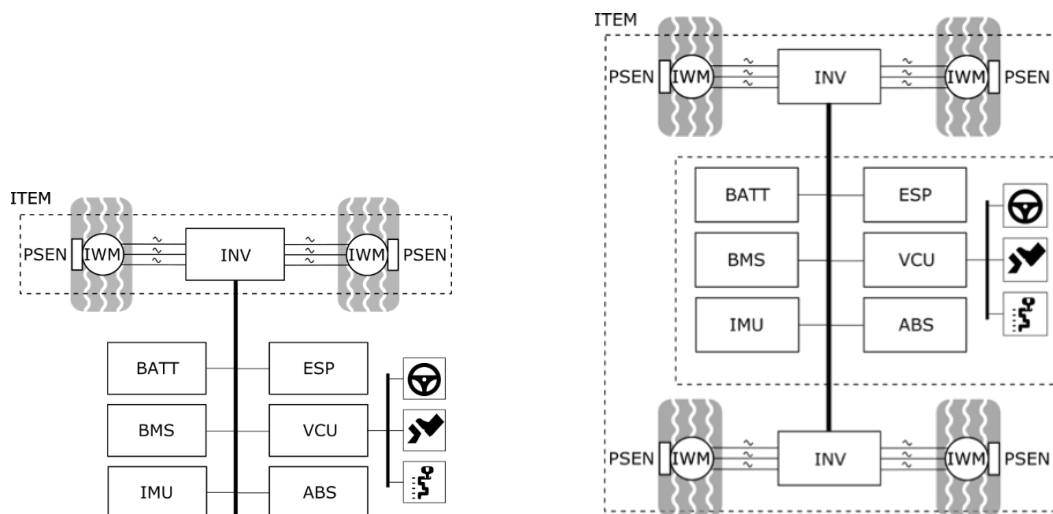 ITEM
PSEN IWM ~ ~ ~ INV ~ ~ ~ IWM PSEN
BATT ESP
BMS VCU
IMU ABS
ITEM
PSEN IWM ~ ~ ~ INV ~ ~ ~ IWM PSEN
BATT ESP
BMS VCU
IMU ABS
PSEN IWM ~ ~ ~ INV ~ ~ ~ IWM PSEN